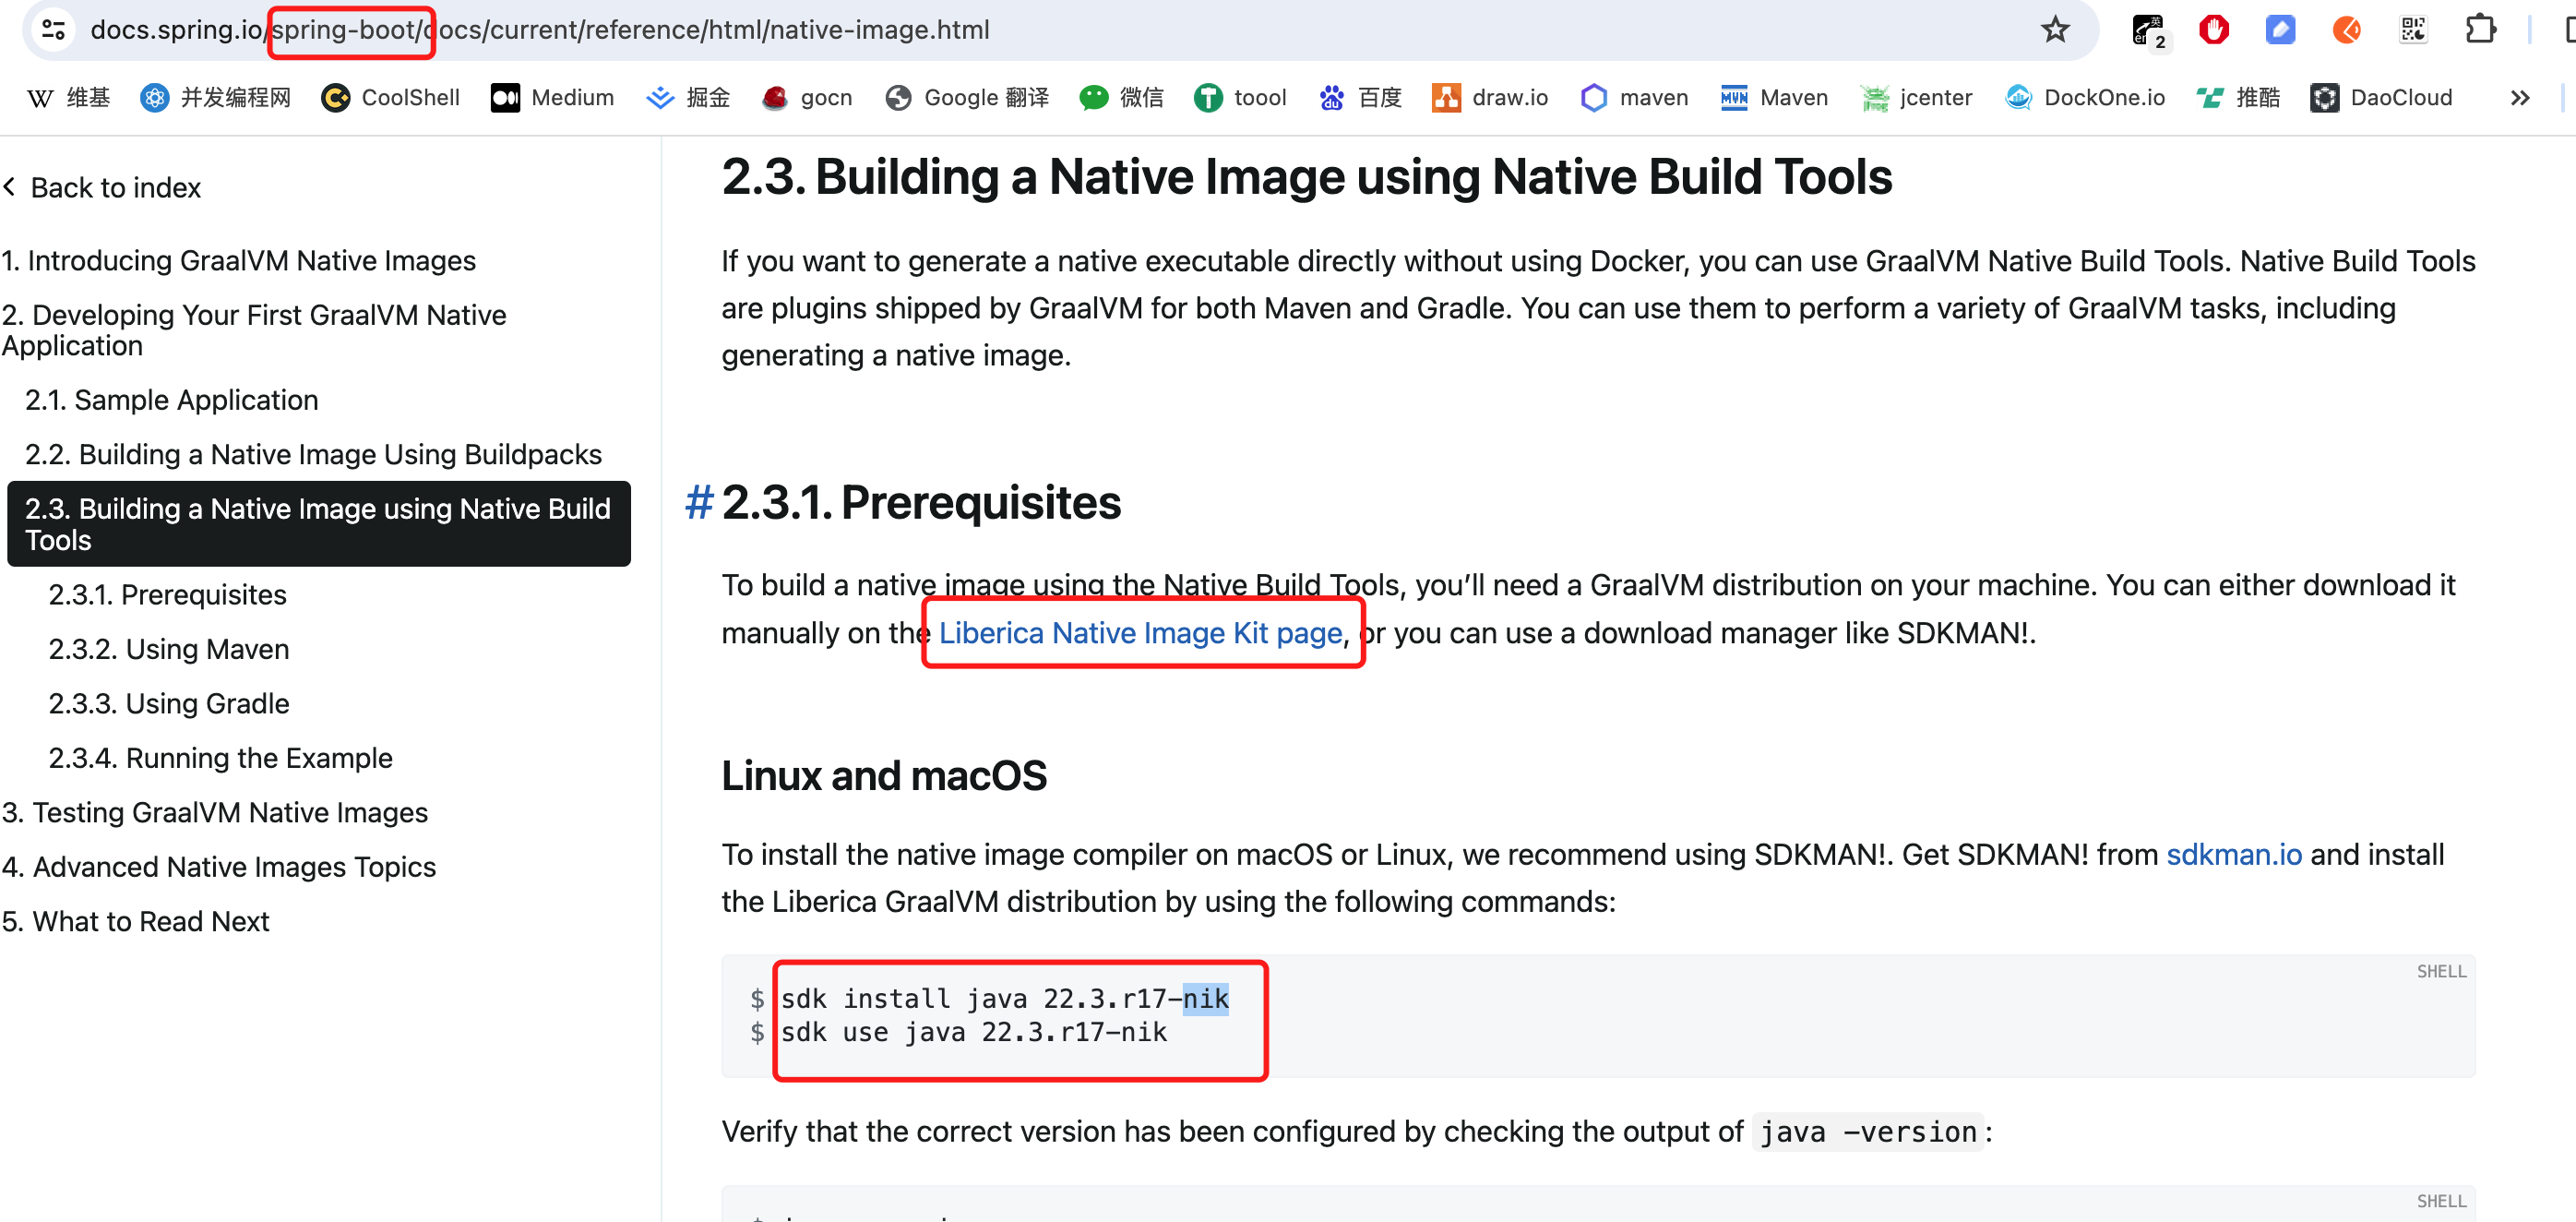 docs.spring.io/spring-boot/docs/current/reference/html/native-image.html
英
en
2
W 维基
并发编程网
CoolShell
Medium
掘金
gocn
Google 翻译
微信
T toool
du 百度
draw.io
maven
MVN Maven
jcenter
DockOne.io
推酷
DaoCloud
»
Back to index
1. Introducing GraalVM Native Images
2. Developing Your First GraalVM Native
Application
2.1. Sample Application
2.2. Building a Native Image Using Buildpacks
2.3. Building a Native Image using Native Build
Tools
2.3.1. Prerequisites
2.3.2. Using Maven
2.3.3. Using Gradle
2.3.4. Running the Example
3. Testing GraalVM Native Images
4. Advanced Native Images Topics
5. What to Read Next
2.3. Building a Native Image using Native Build Tools
If you want to generate a native executable directly without using Docker, you can use GraalVM Native Build Tools. Native Build Tools
are plugins shipped by GraalVM for both Maven and Gradle. You can use them to perform a variety of GraalVM tasks, including
generating a native image.
# 2.3.1. Prerequisites
To build a native image using the Native Build Tools, you’ll need a GraalVM distribution on your machine. You can either download it
manually on the Liberica Native Image Kit page, or you can use a download manager like SDKMAN!.
Linux and macOS
To install the native image compiler on macOS or Linux, we recommend using SDKMAN!. Get SDKMAN! from sdkman.io and install
the Liberica GraalVM distribution by using the following commands:
SHELL
$ sdk install java 22.3.r17-nik
$ sdk use java 22.3.r17-nik
Verify that the correct version has been configured by checking the output of java -version:
SHELL